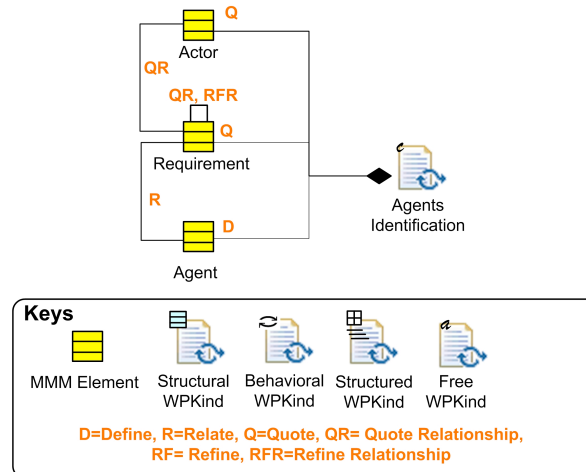 Q
Actor
QR
QR, RFR
Q
Requirement
R
Agents
Identification
D
Agent
Keys
MMM Element
Structural
WPKind
Behavioral
WPKind
Structured
WPKind
Free
WPKind
D=Define, R=Relate, Q=Quote, QR= Quote Relationship,
RF= Refine, RFR=Refine Relationship